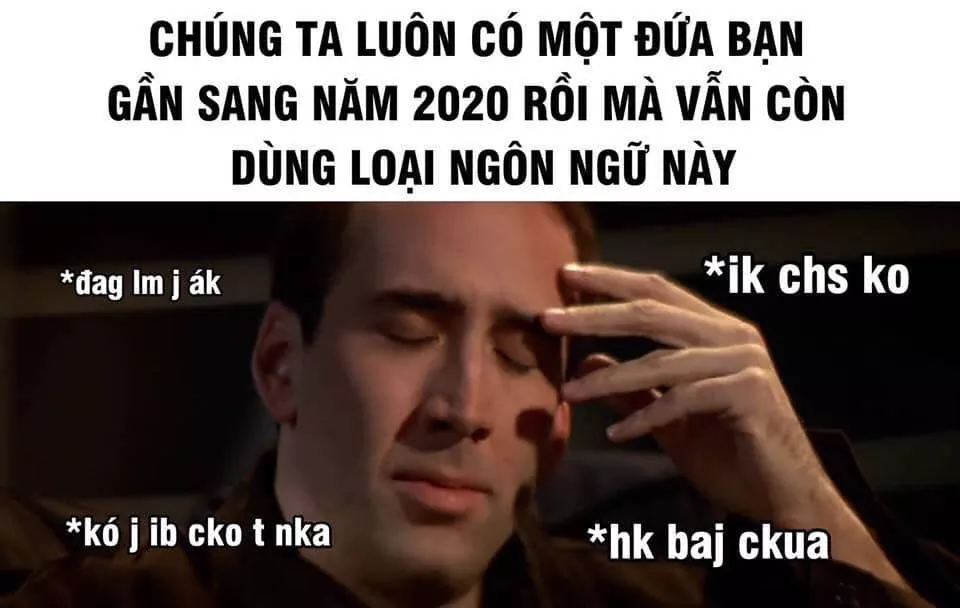 CHÚNG TA LUÔN CÓ MỘT ĐỨA BẠN
GẦN SANG NĂM 2020 RỒI MÀ VẪN CÒN
DÙNG LOẠI NGÔN NGỮ NÀY
*đag lm j ák
*ik chs ko
*kó j ib cko t nka
*hk baj ckua